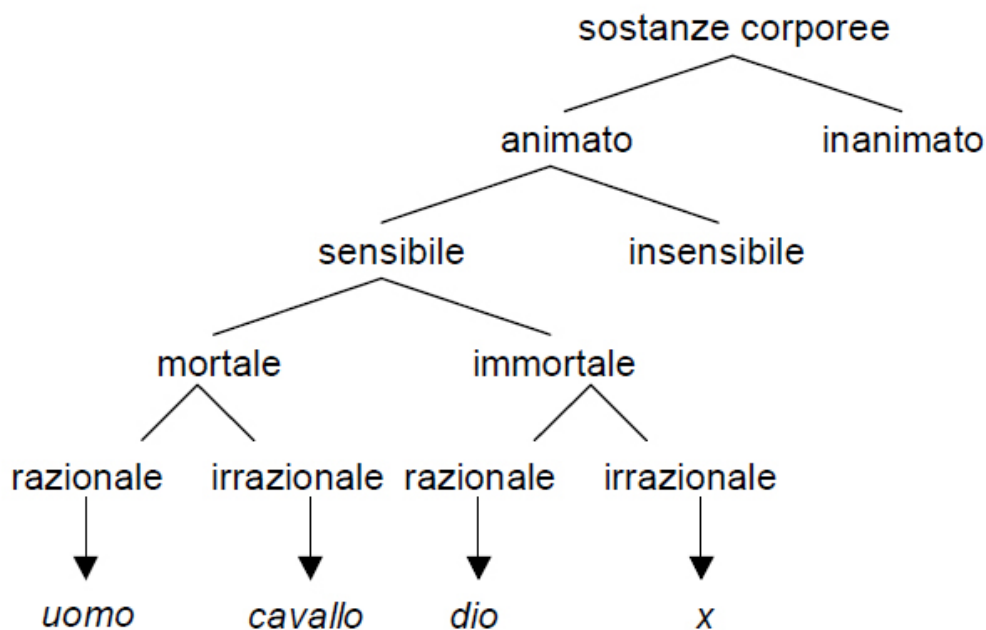 sostanze corporee
animato inanimato
sensibile insensibile
mortale immortale
razionale irrazionale razionale irrazionale
uomo cavallo dio x